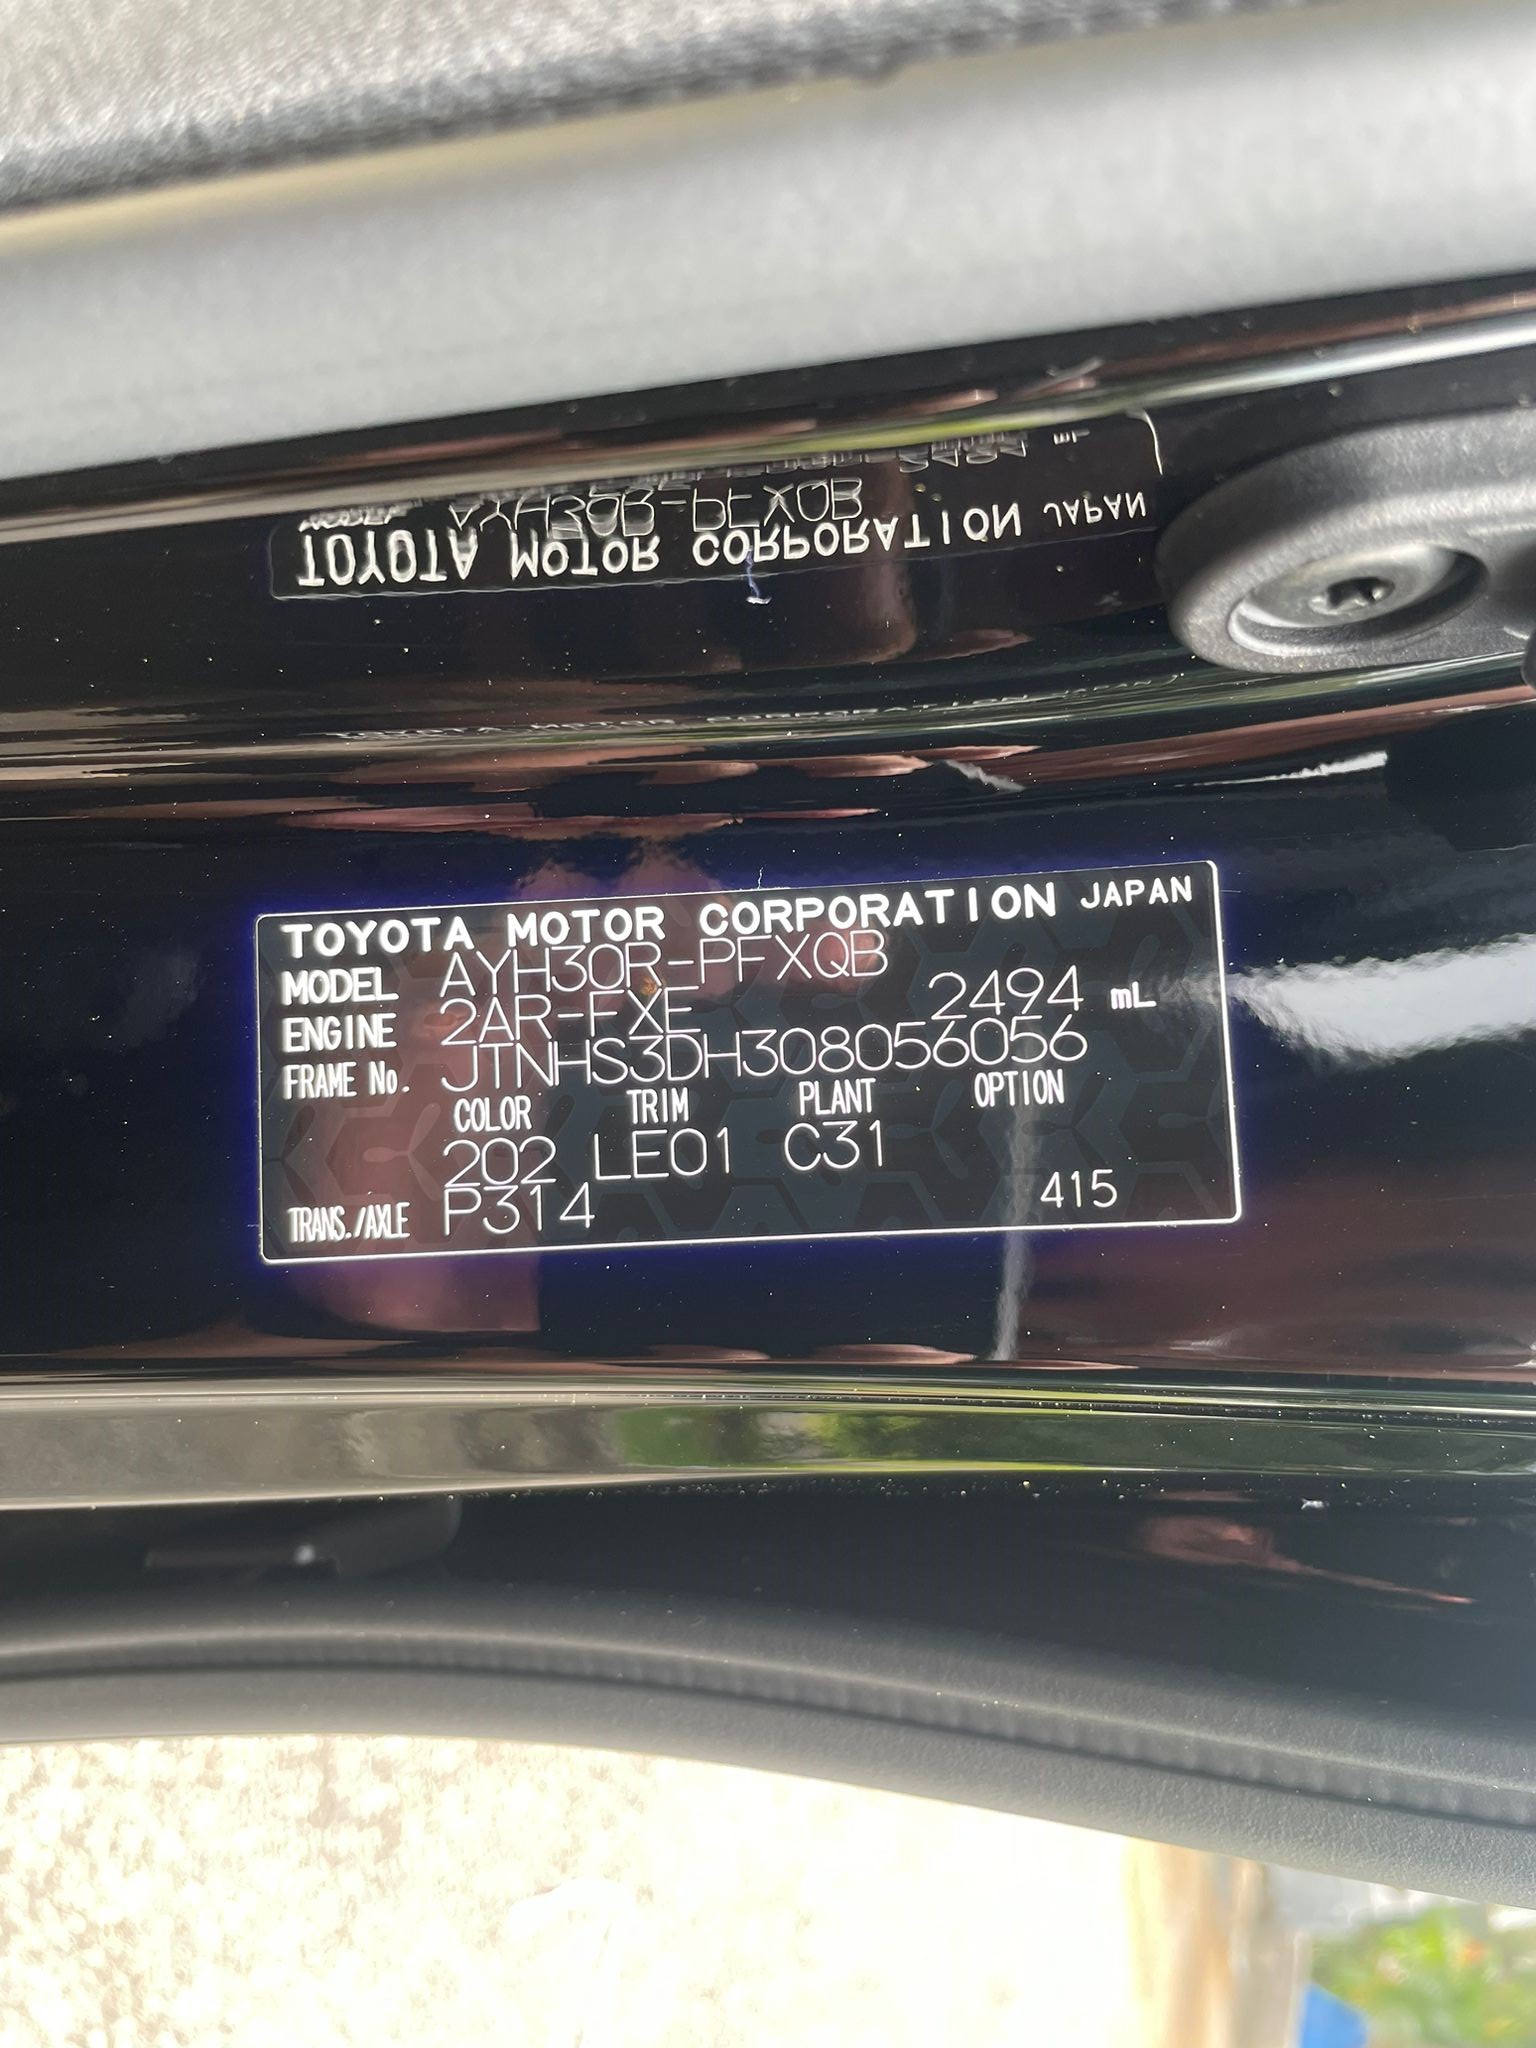 TOYOTA MOTOR CORPORATION JAPAN
MODEL AYH30R-PFXQB
ENGINE 2AR-FXE 2494 mL
FRAME No. JTNHS3DH308056056
COLOR TRIM PLANT OPTION
202 LE01 C31
TRANS./AXLE P314 415